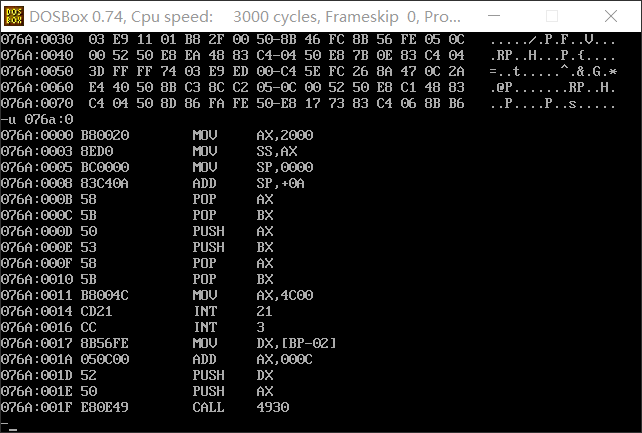 DOS
BOX
DOSBox 0.74, Cpu speed:    3000 cycles, Frameskip  0, Pro...
076A:0030  03 E9 11 01 B8 2F 00 50-8B 46 FC 8B 56 FE 05 0C   ...../.P.F..V...
076A:0040  00 52 50 E8 EA 48 83 C4-04 50 E8 7B 0E 83 C4 04   .RP..H...P.{....
076A:0050  3D FF FF 74 03 E9 ED 00-C4 5E FC 26 8A 47 0C 2A   =..t.....^.&.G.*
076A:0060  E4 40 50 8B C3 8C C2 05-0C 00 52 50 E8 C1 48 83   .@P.......RP..H.
076A:0070  C4 04 50 8D 86 FA FE 50-E8 17 73 83 C4 06 8B B6   ..P....P..s.....
-u 076a:0
076A:0000 B80020        MOV     AX,2000
076A:0003 8ED0          MOV     SS,AX
076A:0005 BC0000        MOV     SP,0000
076A:0008 83C40A        ADD     SP,+0A
076A:000B 58            POP     AX
076A:000C 5B            POP     BX
076A:000D 50            PUSH    AX
076A:000E 53            PUSH    BX
076A:000F 58            POP     AX
076A:0010 5B            POP     BX
076A:0011 B8004C        MOV     AX,4C00
076A:0014 CD21          INT     21
076A:0016 CC            INT     3
076A:0017 8B56FE        MOV     DX,[BP-02]
076A:001A 050C00        ADD     AX,000C
076A:001D 52            PUSH    DX
076A:001E 50            PUSH    AX
076A:001F E80E49        CALL    4930
-_